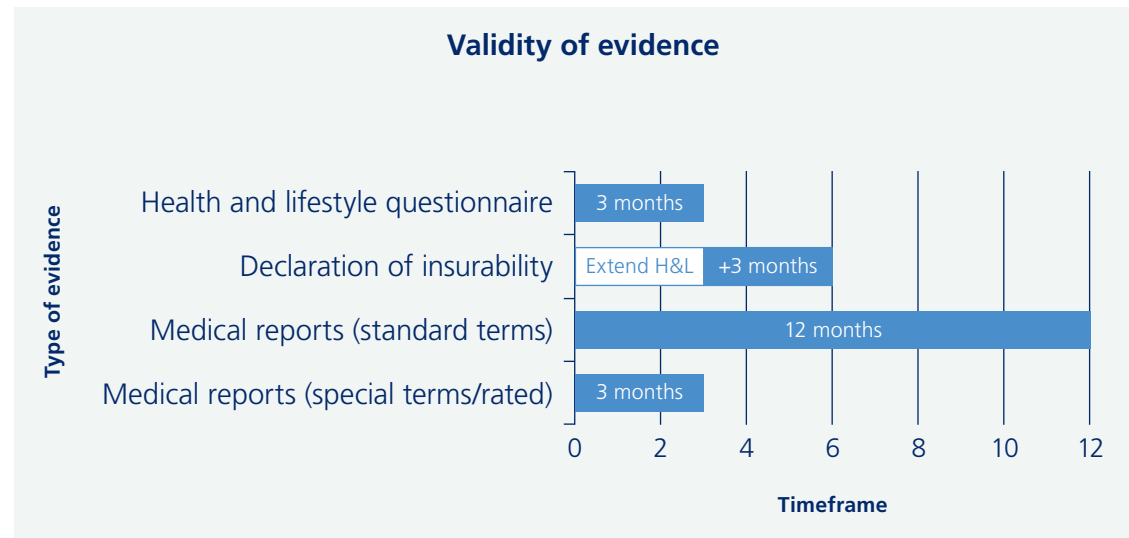 Validity of evidence
Type of evidence
Health and lifestyle questionnaire
3 months
Declaration of insurability
Extend H&L
+3 months
Medical reports (standard terms)
12 months
Medical reports (special terms/rated)
3 months
0 2 4 6 8 10 12
Timeframe